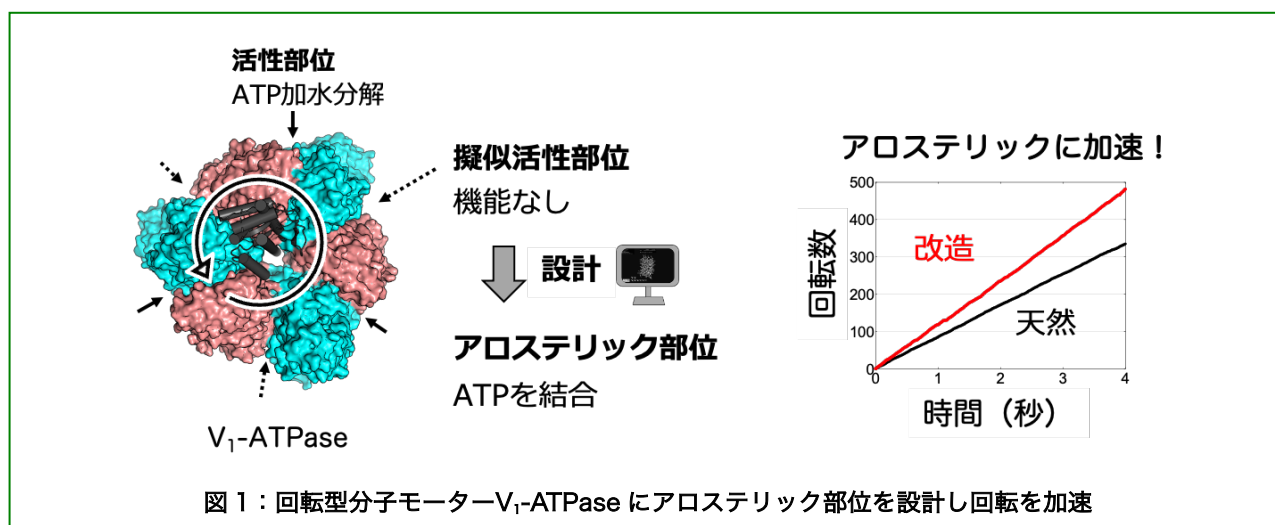 活性部位
ATP加水分解
擬似活性部位
機能なし
設計
アロステリック部位
ATPを結合
V₁-ATPase
アロステリックに加速！
回転数
500
400
300
200
100
0
改造
天然
0 1 2 3 4
時間（秒）
図1：回転型分子モーターV₁-ATPase にアロステリック部位を設計し回転を加速